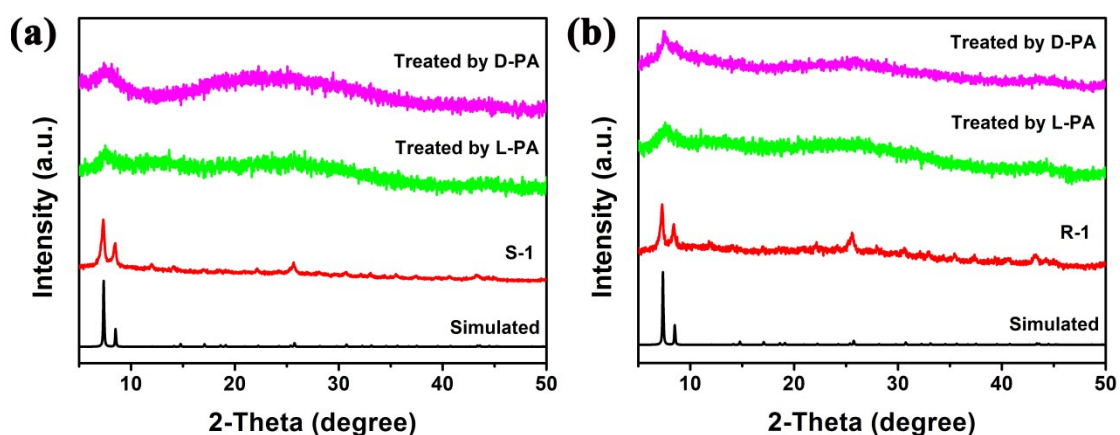 (a)
Treated by D-PA
Treated by L-PA
S-1
Simulated
Intensity (a.u.)
10 20 30 40 50
2-Theta (degree)
(b)
Treated by D-PA
Treated by L-PA
R-1
Simulated
Intensity (a.u.)
10 20 30 40 50
2-Theta (degree)